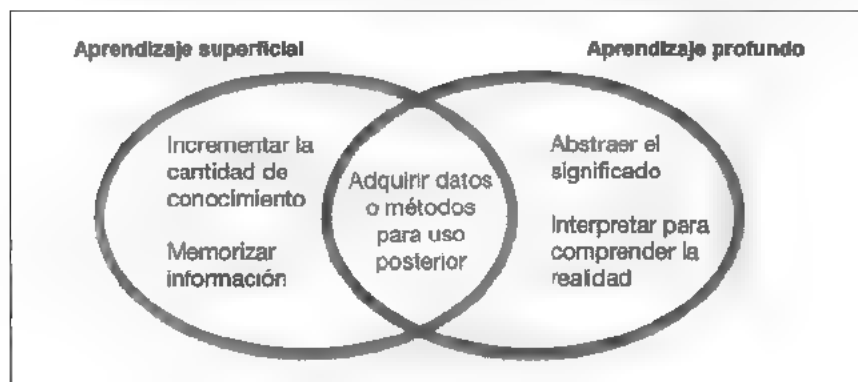 Aprendizaje superficial
Aprendizaje profundo
Incrementar la
cantidad de
conocimiento
Memorizar
información
Adquirir datos
o métodos
para uso
posterior
Abstraer el
significado
Interpretar para
comprender la
realidad